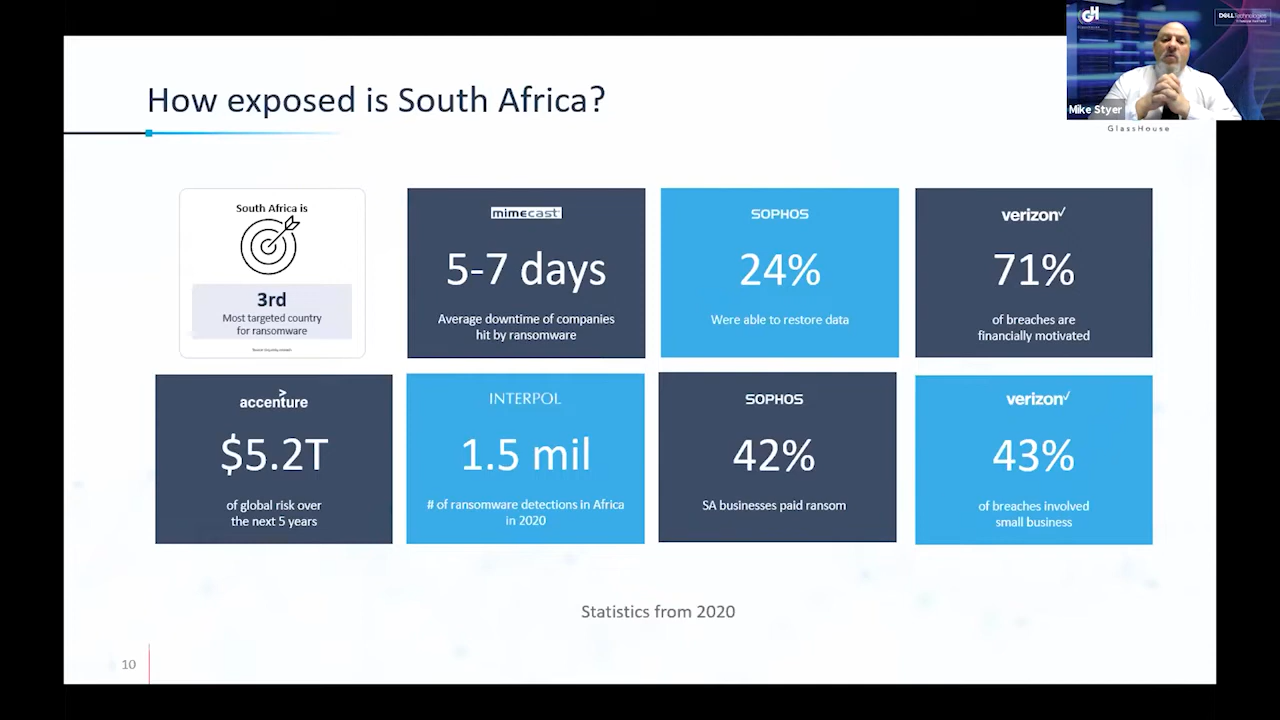 How exposed is South Africa?
GH
DELL Technologies
Mike Styer
GlassHouse
South Africa is
3rd
Most targeted country
for ransomware
mimecast
5-7 days
Average downtime of companies
hit by ransomware
SOPHOS
24%
Were able to restore data
verizon✓
71%
of breaches are
financially motivated
accenture
$5.2T
of global risk over
the next 5 years
INTERPOL
1.5 mil
# of ransomware detections in Africa
in 2020
SOPHOS
42%
SA businesses paid ransom
verizon✓
43%
of breaches involved
small business
Statistics from 2020
10